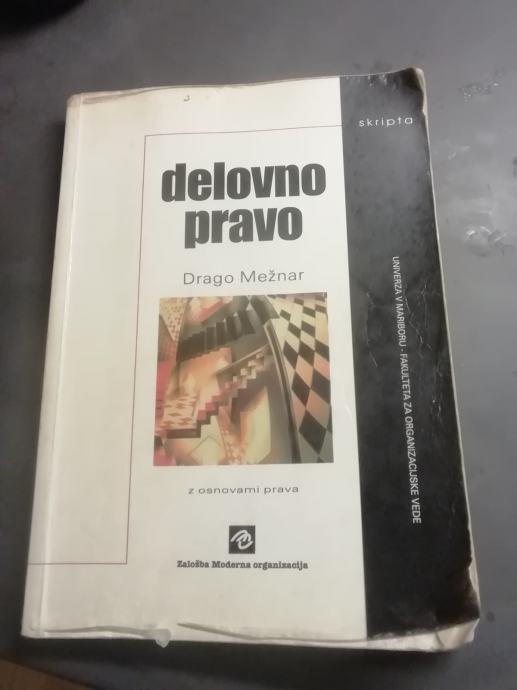 skripta
delovno
pravo
Drago Mežnar
z osnovami prava
Založba Moderna organizacija
UNIVERZA V MARIBORU - FAKULTETA ZA ORGANIZACIJSKE VEDE